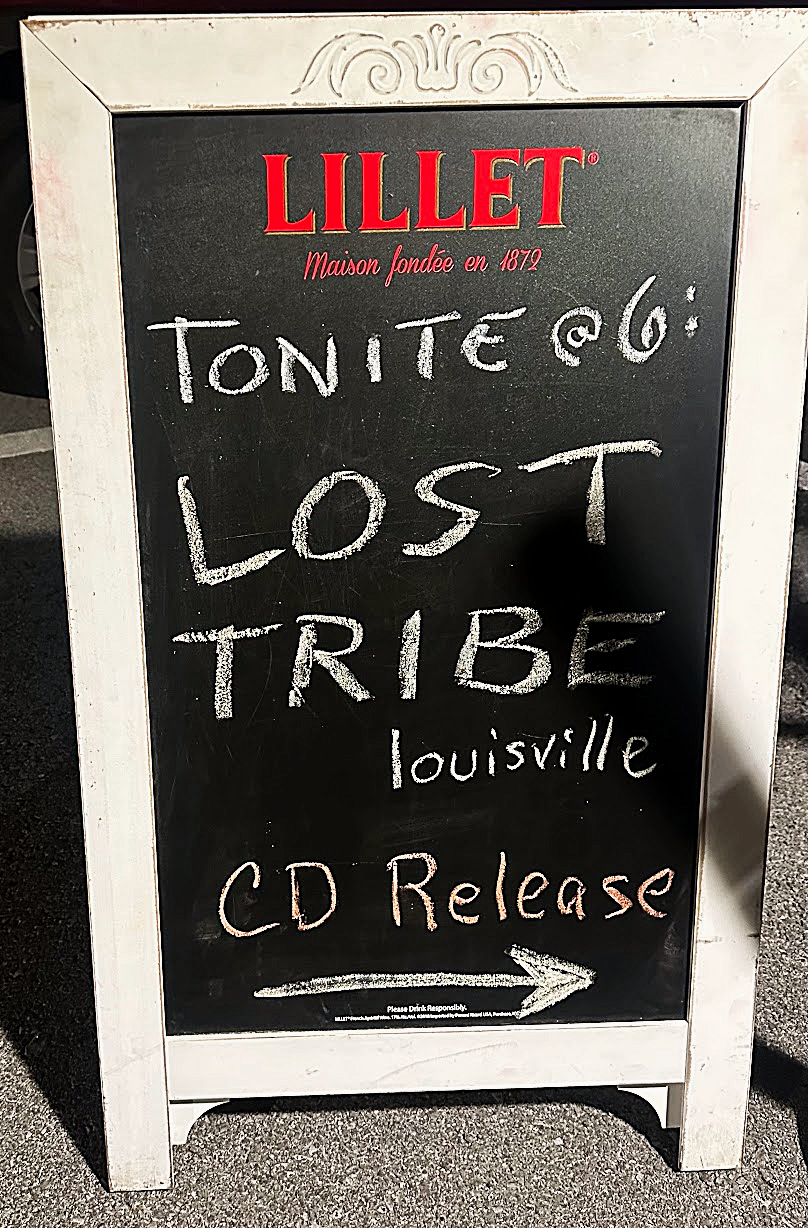 LILLET®
Maison fondée en 1872
TONITE @ 6:
LOST
TRIBE
louisville
CD Release
Please Drink Responsibly.